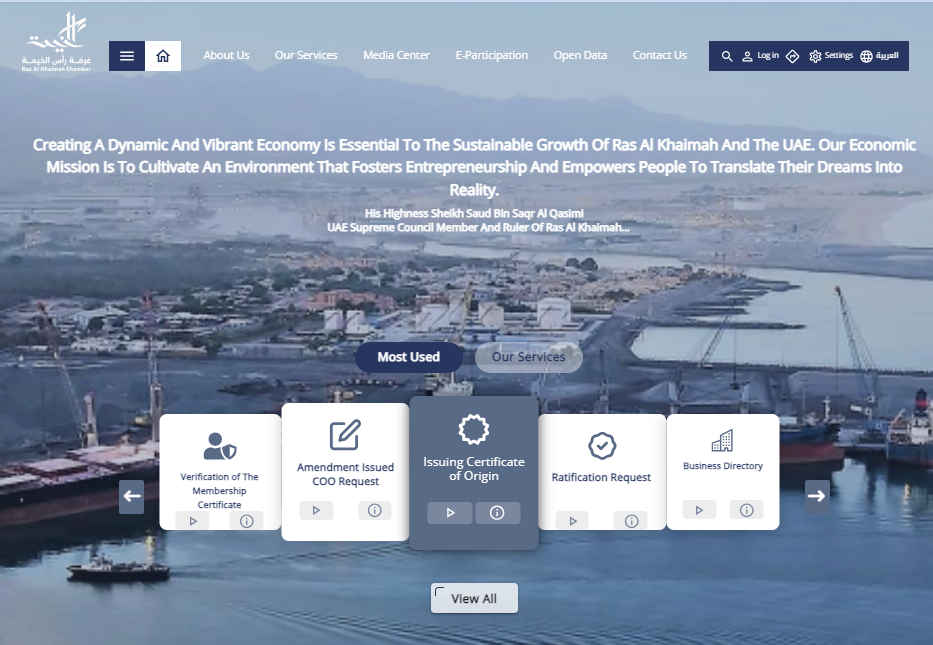 الخيمة
غرفـة رأس الخيمـة
Ras Al Khaimah Chamber
About Us
Our Services
Media Center
E-Participation
Open Data
Contact Us
Log in
Settings
العربية
Creating A Dynamic And Vibrant Economy Is Essential To The Sustainable Growth Of Ras Al Khaimah And The UAE. Our Economic
Mission Is To Cultivate An Environment That Fosters Entrepreneurship And Empowers People To Translate Their Dreams Into
Reality.
His Highness Sheikh Saud Bin Saqr Al Qasimi
UAE Supreme Council Member And Ruler Of Ras Al Khaimah...
Most Used
Our Services
Verification of The
Membership
Certificate
Amendment Issued
COO Request
Issuing Certificate
of Origin
Ratification Request
Business Directory
View All